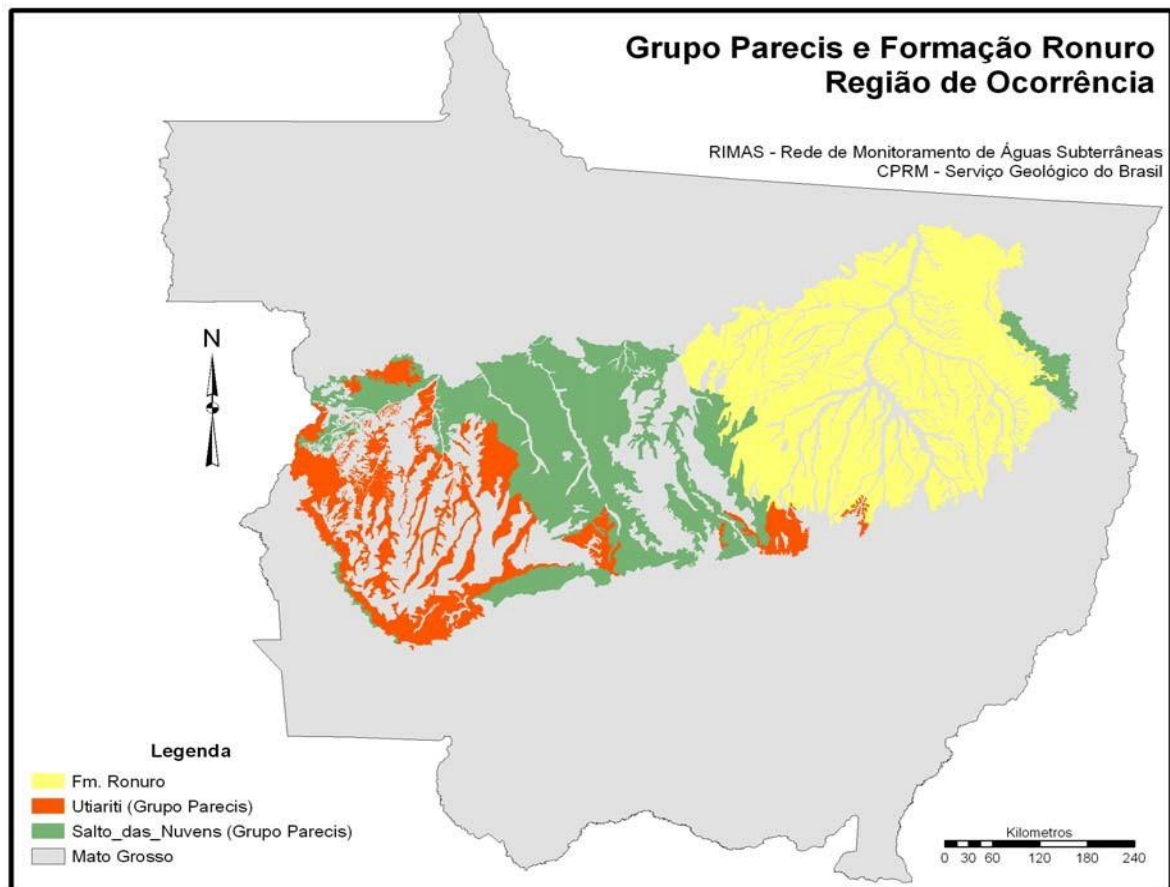 Grupo Parecis e Formação Ronuro
Região de Ocorrência
RIMAS - Rede de Monitoramento de Águas Subterrâneas
CPRM - Serviço Geológico do Brasil
N
Legenda
Fm. Ronuro
Utiariti (Grupo Parecis)
Salto_das_Nuvens (Grupo Parecis)
Mato Grosso
Kilometros
0 30 60 120 180 240